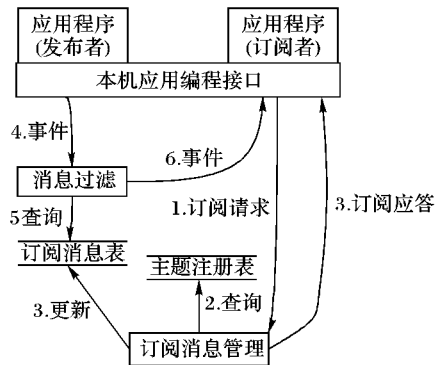 应用程序
(发布者)
应用程序
(订阅者)
本机应用编程接口
4.事件
6.事件
消息过滤
1.订阅请求
3.订阅应答
5查询
订阅消息表
主题注册表
3.更新
2.查询
订阅消息管理